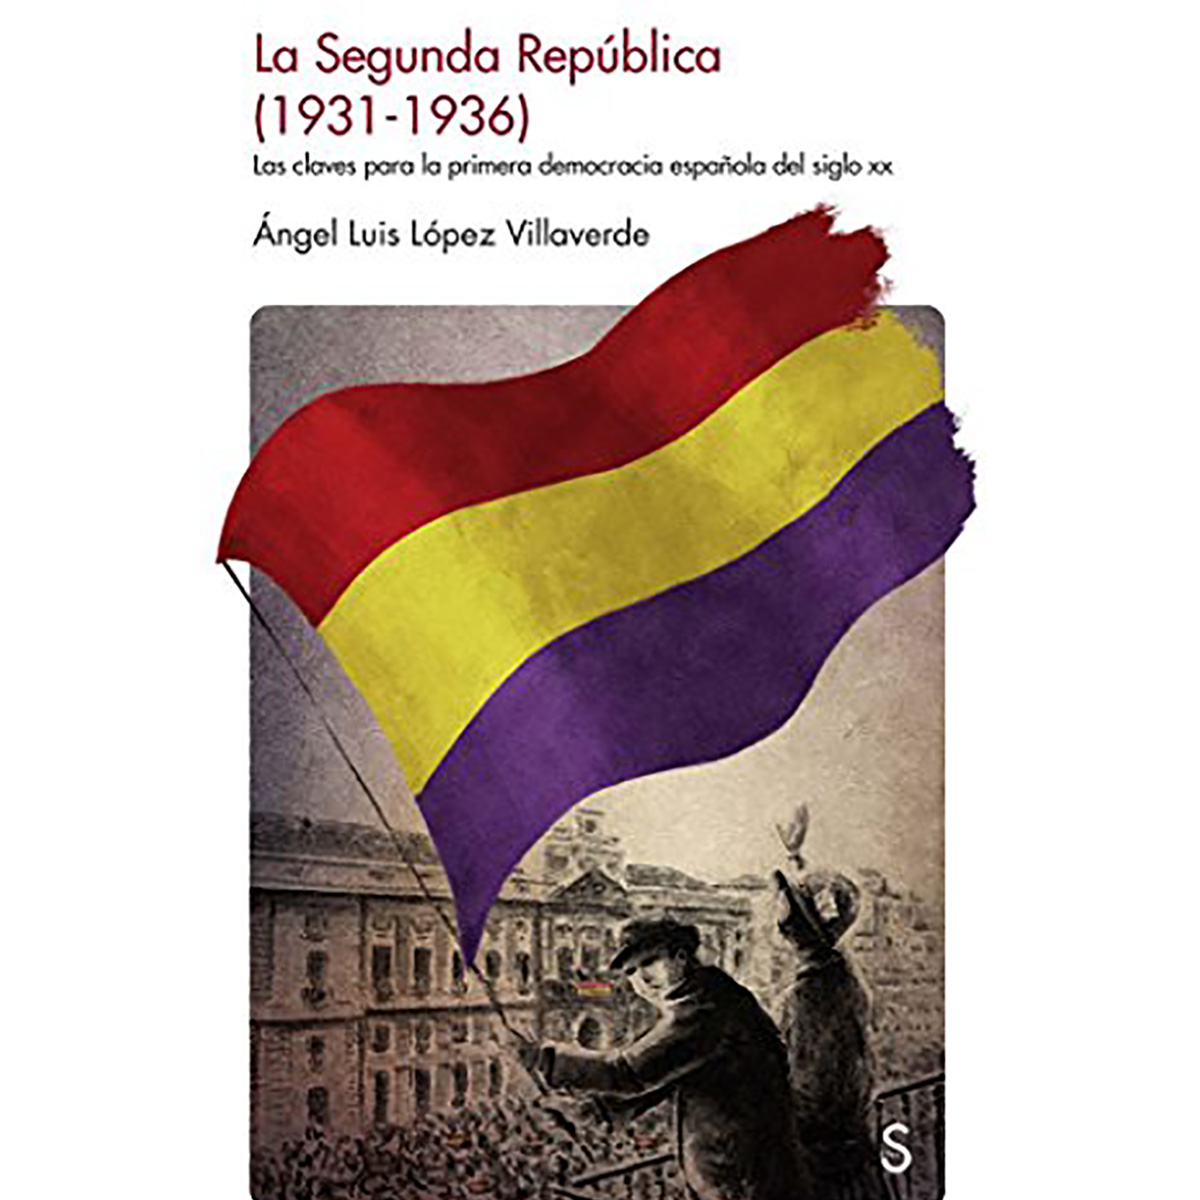 La Segunda República
(1931-1936)
Las claves para la primera democracia española del siglo xx
Ángel Luis López Villaverde
S